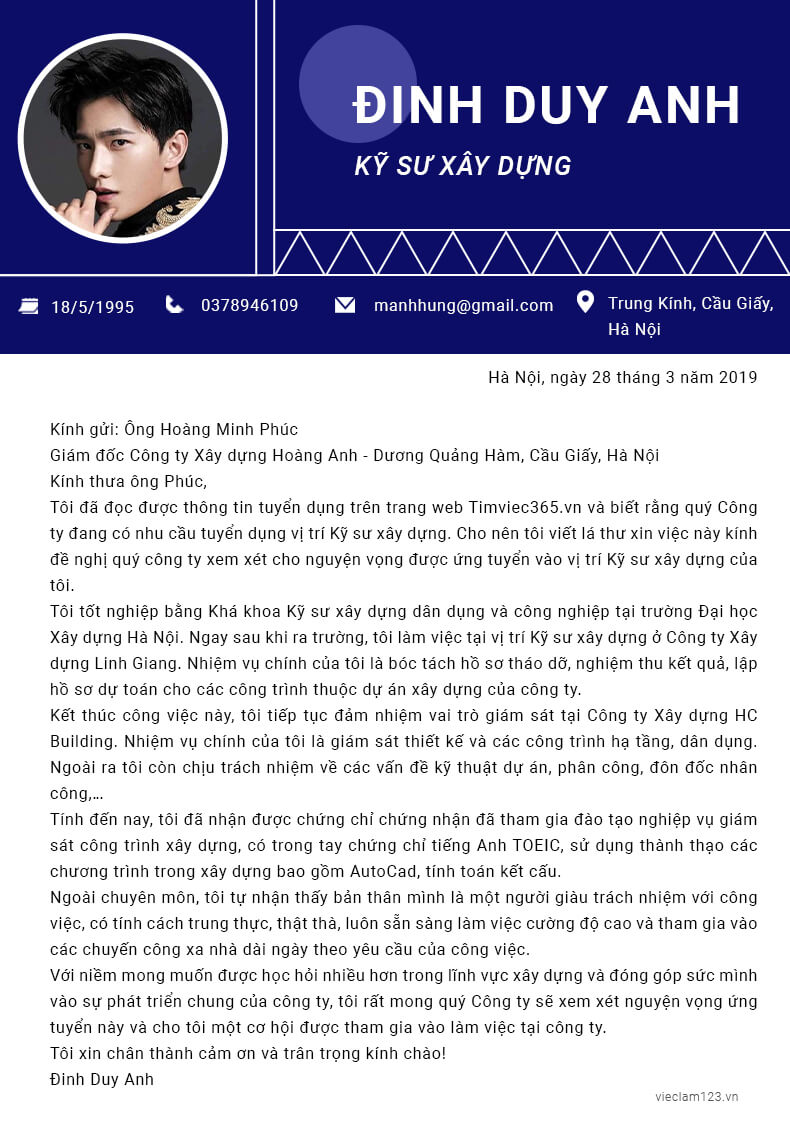 ĐINH DUY ANH
KỸ SƯ XÂY DỰNG
18/5/1995
0378946109
manhhung@gmail.com
Trung Kính, Cầu Giấy,
Hà Nội
Hà Nội, ngày 28 tháng 3 năm 2019
Kính gửi: Ông Hoàng Minh Phúc
Giám đốc Công ty Xây dựng Hoàng Anh - Dương Quảng Hàm, Cầu Giấy, Hà Nội
Kính thưa ông Phúc,
Tôi đã đọc được thông tin tuyển dụng trên trang web Timviec365.vn và biết rằng quý Công
ty đang có nhu cầu tuyển dụng vị trí Kỹ sư xây dựng. Cho nên tôi viết lá thư xin việc này kính
đề nghị quý công ty xem xét cho nguyện vọng được ứng tuyển vào vị trí Kỹ sư xây dựng của
tôi.
Tôi tốt nghiệp bằng Khá khoa Kỹ sư xây dựng dân dụng và công nghiệp tại trường Đại học
Xây dựng Hà Nội. Ngay sau khi ra trường, tôi làm việc tại vị trí Kỹ sư xây dựng ở Công ty Xây
dựng Linh Giang. Nhiệm vụ chính của tôi là bóc tách hồ sơ tháo dỡ, nghiệm thu kết quả, lập
hồ sơ dự toán cho các công trình thuộc dự án xây dựng của công ty.
Kết thúc công việc này, tôi tiếp tục đảm nhiệm vai trò giám sát tại Công ty Xây dựng HC
Building. Nhiệm vụ chính của tôi là giám sát thiết kế và các công trình hạ tầng, dân dụng.
Ngoài ra tôi còn chịu trách nhiệm về các vấn đề kỹ thuật dự án, phân công, đôn đốc nhân
công,...
Tính đến nay, tôi đã nhận được chứng chỉ chứng nhận đã tham gia đào tạo nghiệp vụ giám
sát công trình xây dựng, có trong tay chứng chỉ tiếng Anh TOEIC, sử dụng thành thạo các
chương trình trong xây dựng bao gồm AutoCad, tính toán kết cấu.
Ngoài chuyên môn, tôi tự nhận thấy bản thân mình là một người giàu trách nhiệm với công
việc, có tính cách trung thực, thật thà, luôn sẵn sàng làm việc cường độ cao và tham gia vào
các chuyến công xa nhà dài ngày theo yêu cầu của công việc.
Với niềm mong muốn được học hỏi nhiều hơn trong lĩnh vực xây dựng và đóng góp sức mình
vào sự phát triển chung của công ty, tôi rất mong quý Công ty sẽ xem xét nguyện vọng ứng
tuyển này và cho tôi một cơ hội được tham gia vào làm việc tại công ty.
Tôi xin chân thành cảm ơn và trân trọng kính chào!
Đinh Duy Anh
vieclam123.vn